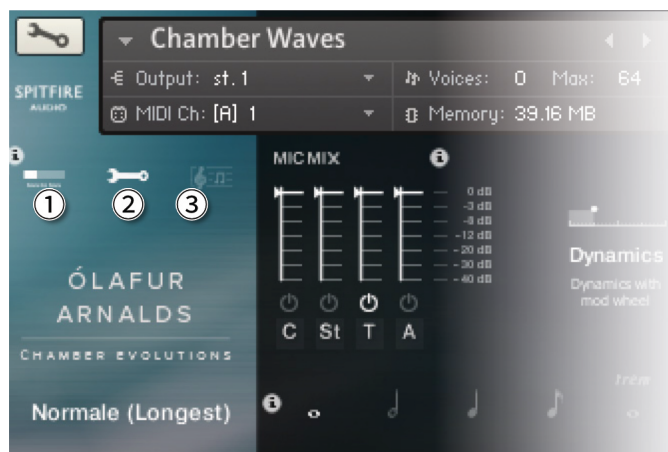 Chamber Waves
Output: st.1
Voices: 0 Max: 64
MIDI Ch: [A] 1
Memory: 39.16 MB
SPITFIRE
AUDIO
1
2
3
MIC MIX
0 dB
-3 dB
-12 dB
-20 dB
-30 dB
-40 dB
C St T A
Dynamics
Dynamics with
mod wheel
ÓLAFUR
ARNALDS
CHAMBER EVOLUTIONS
Normale (Longest)
trem